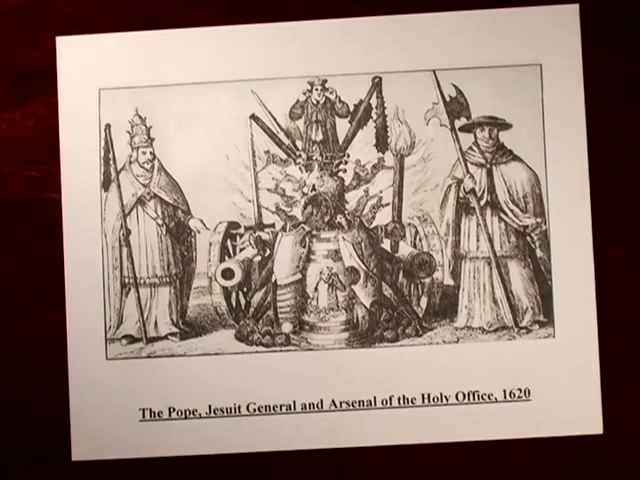 The Pope, Jesuit General and Arsenal of the Holy Office, 1620